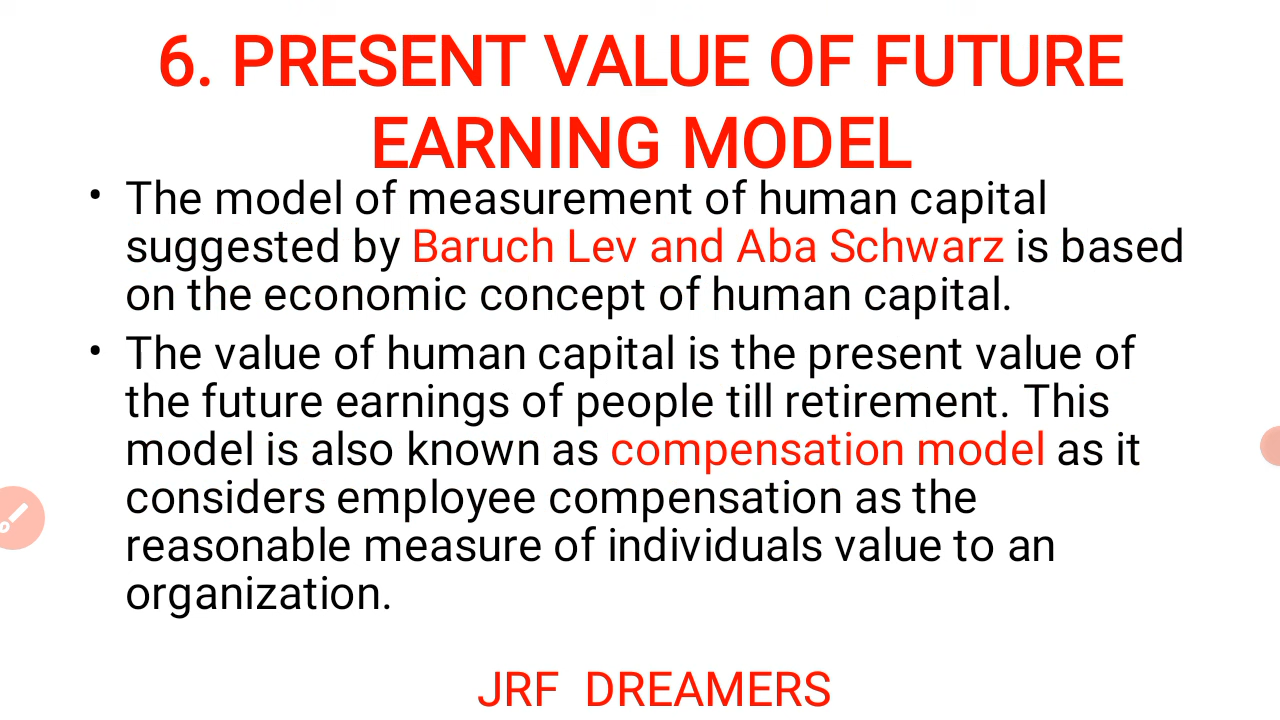 6. PRESENT VALUE OF FUTURE
EARNING MODEL
• The model of measurement of human capital
suggested by Baruch Lev and Aba Schwarz is based
on the economic concept of human capital.
• The value of human capital is the present value of
the future earnings of people till retirement. This
model is also known as compensation model as it
considers employee compensation as the
reasonable measure of individuals value to an
organization.
JRF DREAMERS